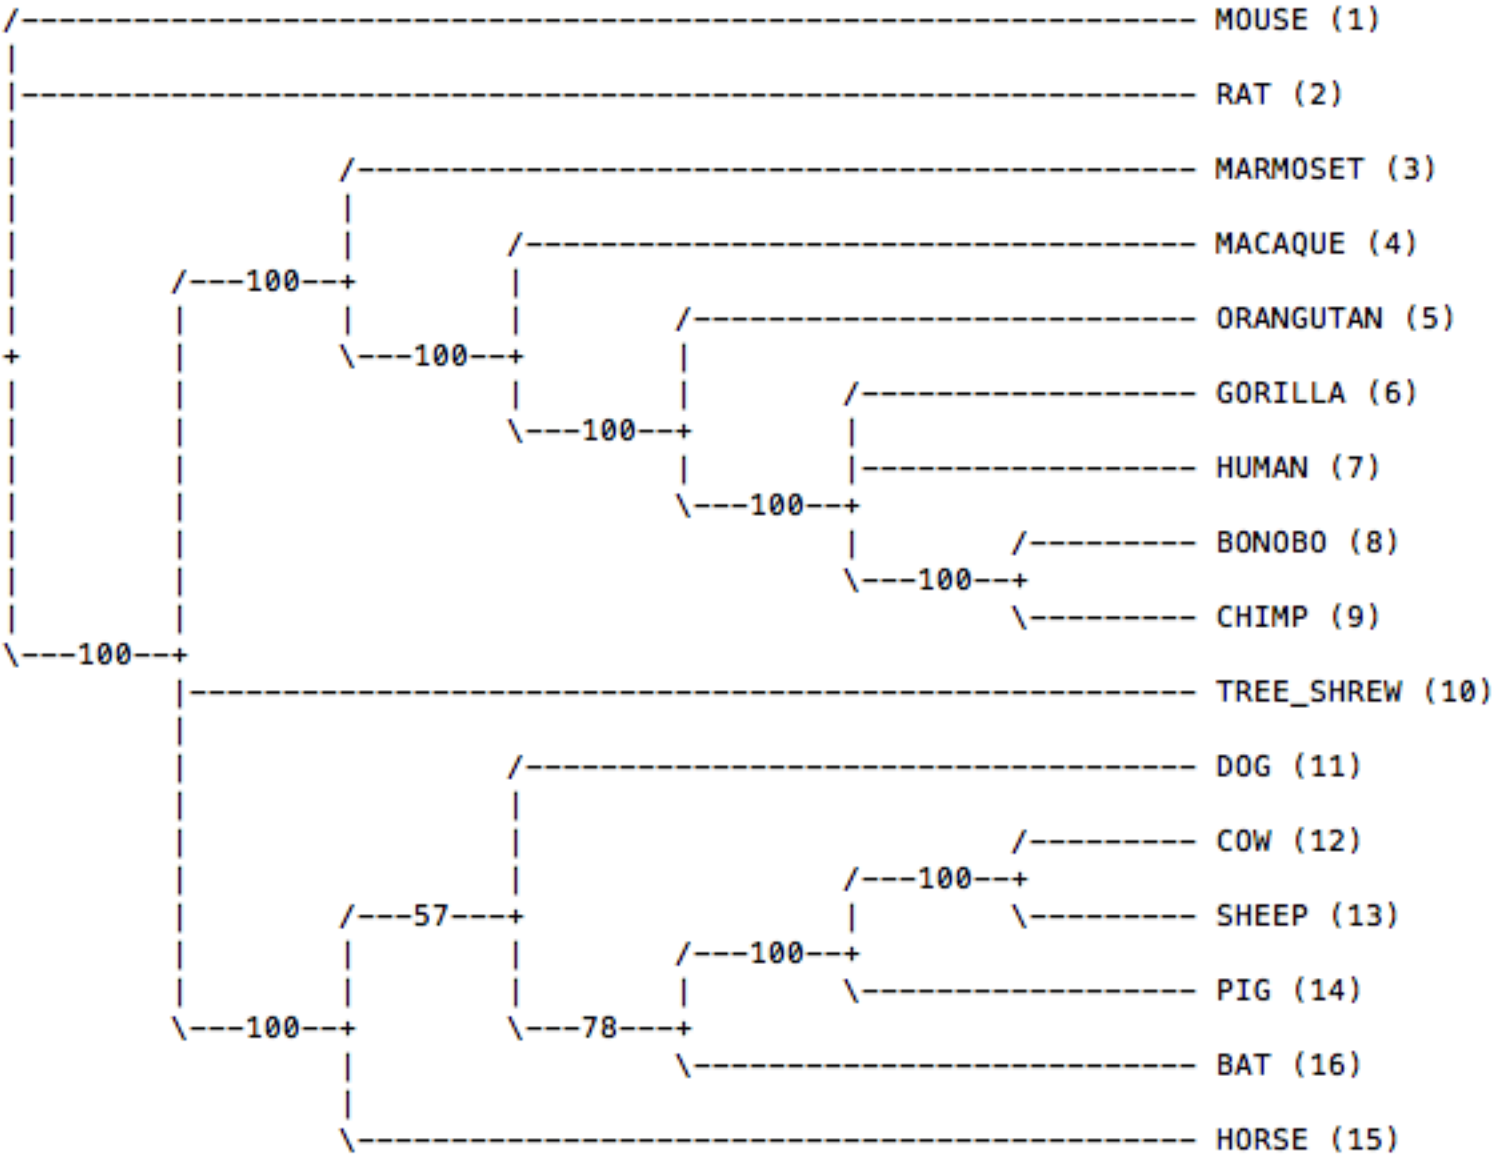 /--------------------------------------------------------------- MOUSE (1)
|
|--------------------------------------------------------------- RAT (2)
|
|                 /--------------------------------------------- MARMOSET (3)
|                 |
|                 |        /------------------------------------ MACAQUE (4)
|        /---100--+        |
|        |        |        |        /--------------------------- ORANGUTAN (5)
+        |        \---100--+        |
|        |                 |        |        /------------------ GORILLA (6)
|        |                 \---100--+        |
|        |                          |        |------------------ HUMAN (7)
|        |                          \---100--+
|        |                                   |        /--------- BONOBO (8)
|        |                                   \---100--+
|        |                                            \--------- CHIMP (9)
\---100--+
         |------------------------------------------------------ TREE_SHREW (10)
         |
         |                 /------------------------------------ DOG (11)
         |                 |
         |                 |                          /--------- COW (12)
         |                 |                 /---100--+
         |        /---57---+                 |        \--------- SHEEP (13)
         |        |        |        /---100--+
         |        |        |        |        \------------------ PIG (14)
         \---100--+        \---78---+
                  |                 \--------------------------- BAT (16)
                  |
                  \--------------------------------------------- HORSE (15)